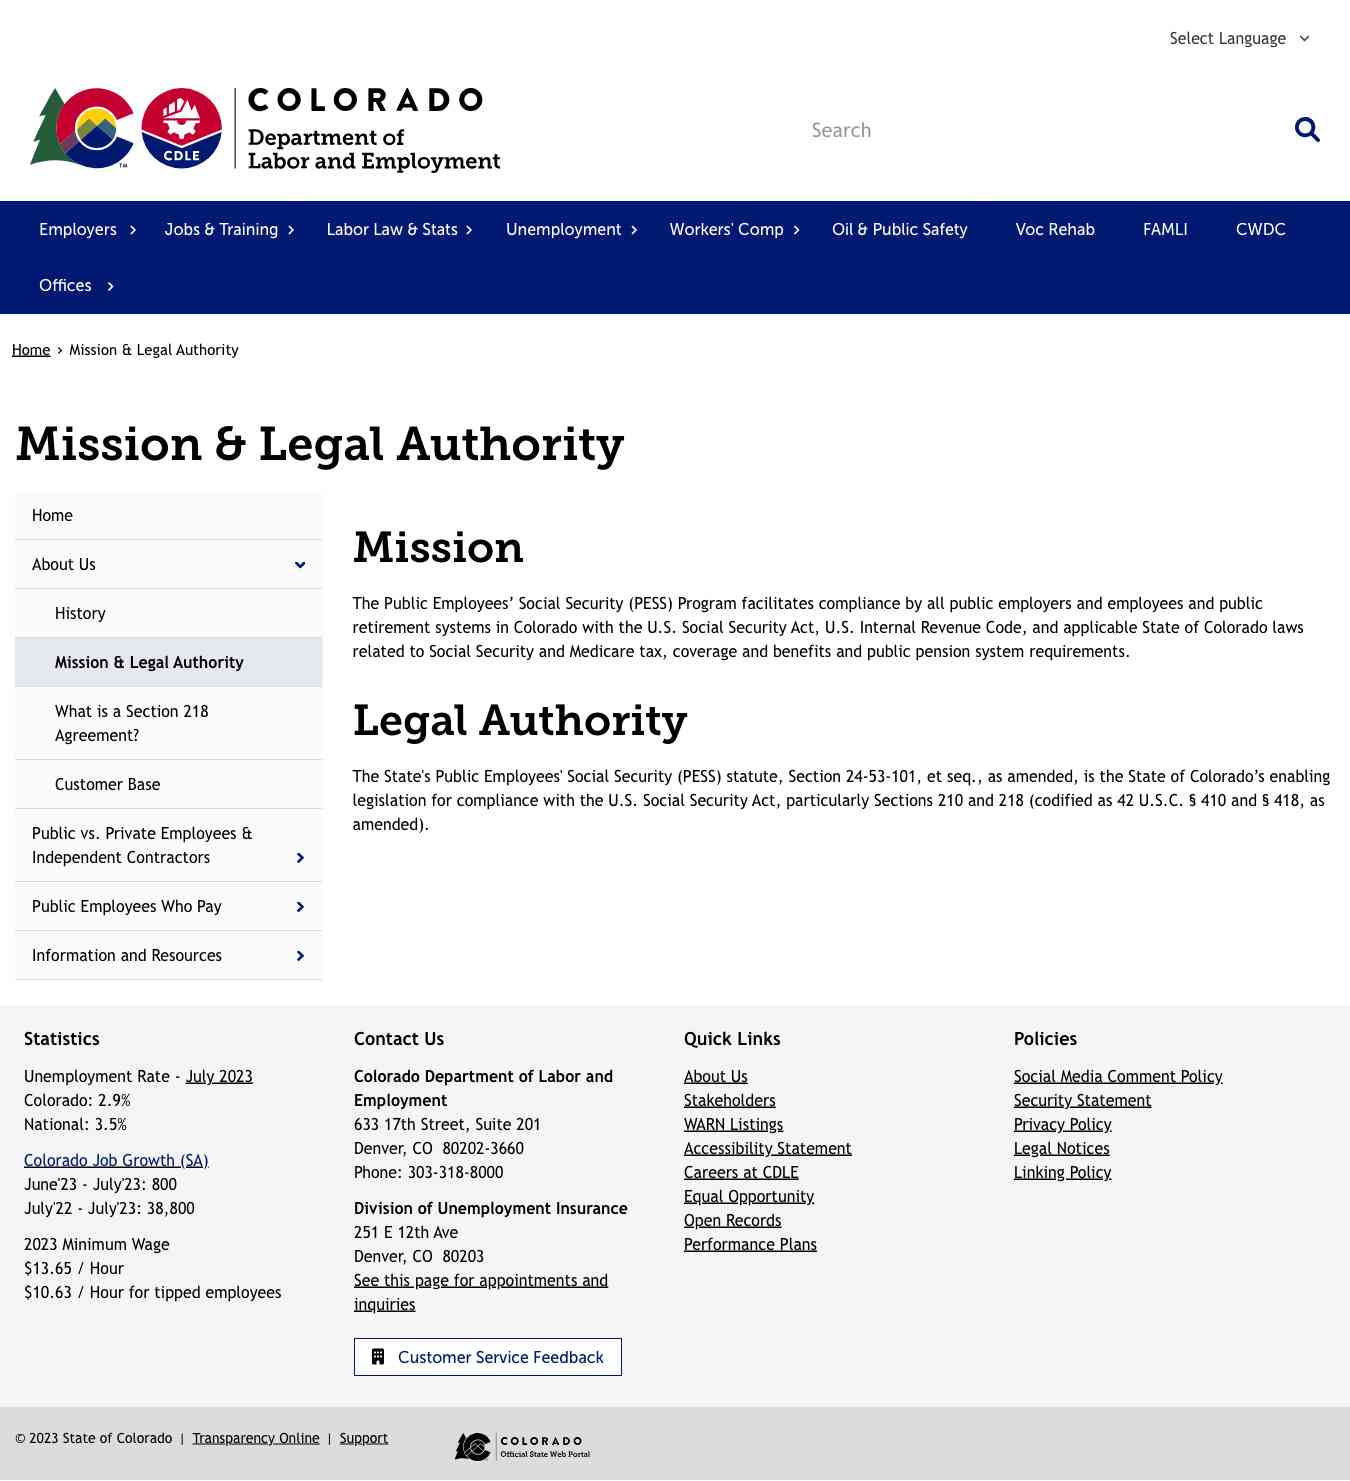 Select Language
CDLE
TM
COLORADO
Department of
Labor and Employment
Search
Employers
Jobs & Training
Labor Law & Stats
Unemployment
Workers' Comp
Oil & Public Safety
Voc Rehab
FAMLI
CWDC
Offices
Home › Mission & Legal Authority
Mission & Legal Authority
Home
About Us
History
Mission & Legal Authority
What is a Section 218
Agreement?
Customer Base
Public vs. Private Employees &
Independent Contractors
Public Employees Who Pay
Information and Resources
Mission
The Public Employees’ Social Security (PESS) Program facilitates compliance by all public employers and employees and public
retirement systems in Colorado with the U.S. Social Security Act, U.S. Internal Revenue Code, and applicable State of Colorado laws
related to Social Security and Medicare tax, coverage and benefits and public pension system requirements.
Legal Authority
The State's Public Employees' Social Security (PESS) statute, Section 24-53-101, et seq., as amended, is the State of Colorado’s enabling
legislation for compliance with the U.S. Social Security Act, particularly Sections 210 and 218 (codified as 42 U.S.C. § 410 and § 418, as
amended).
Statistics
Unemployment Rate - July 2023
Colorado: 2.9%
National: 3.5%
Colorado Job Growth (SA)
June'23 - July'23: 800
July'22 - July'23: 38,800
2023 Minimum Wage
$13.65 / Hour
$10.63 / Hour for tipped employees
Contact Us
Colorado Department of Labor and
Employment
633 17th Street, Suite 201
Denver, CO  80202-3660
Phone: 303-318-8000
Division of Unemployment Insurance
251 E 12th Ave
Denver, CO  80203
See this page for appointments and
inquiries
Customer Service Feedback
Quick Links
About Us
Stakeholders
WARN Listings
Accessibility Statement
Careers at CDLE
Equal Opportunity
Open Records
Performance Plans
Policies
Social Media Comment Policy
Security Statement
Privacy Policy
Legal Notices
Linking Policy
© 2023 State of Colorado | Transparency Online | Support
COLORADO
Official State Web Portal